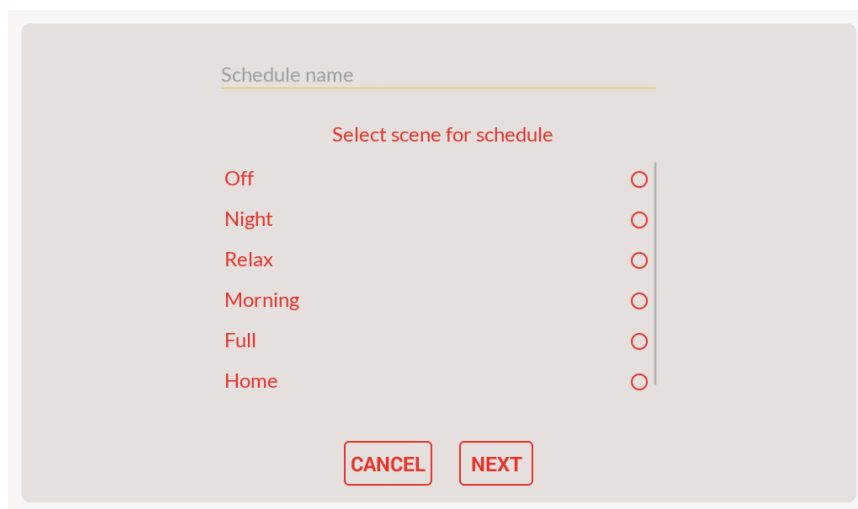 Schedule name
Select scene for schedule
Off
Night
Relax
Morning
Full
Home
CANCEL NEXT